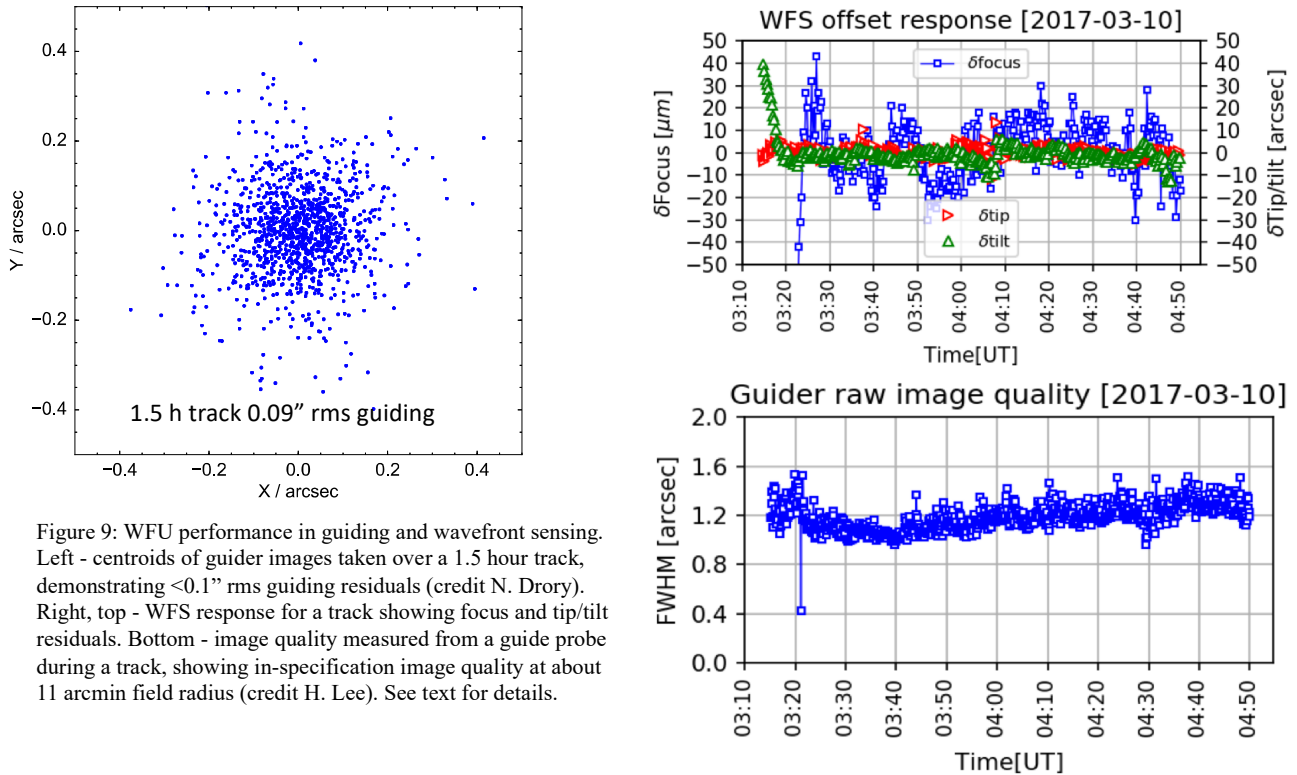 0.4
0.2
0.0
−0.2
−0.4
Y / arcsec
1.5 h track 0.09” rms guiding
−0.4 −0.2 0.0 0.2 0.4
X / arcsec
Figure 9: WFU performance in guiding and wavefront sensing.
Left - centroids of guider images taken over a 1.5 hour track,
demonstrating <0.1” rms guiding residuals (credit N. Drory).
Right, top - WFS response for a track showing focus and tip/tilt
residuals. Bottom - image quality measured from a guide probe
during a track, showing in-specification image quality at about
11 arcmin field radius (credit H. Lee). See text for details.
WFS offset response [2017-03-10]
50 50
40 40
30 30
20 20
10 10
0 0
−10 −10
−20 −20
−30 −30
−40 −40
−50 −50
δFocus [μm]
δTip/tilt [arcsec]
δfocus
δtip
δtilt
03:10 03:20 03:30 03:40 03:50 04:00 04:10 04:20 04:30 04:40 04:50
Time[UT]
Guider raw image quality [2017-03-10]
2.0
1.6
1.2
0.8
0.4
0.0
FWHM [arcsec]
03:10 03:20 03:30 03:40 03:50 04:00 04:10 04:20 04:30 04:40 04:50
Time[UT]